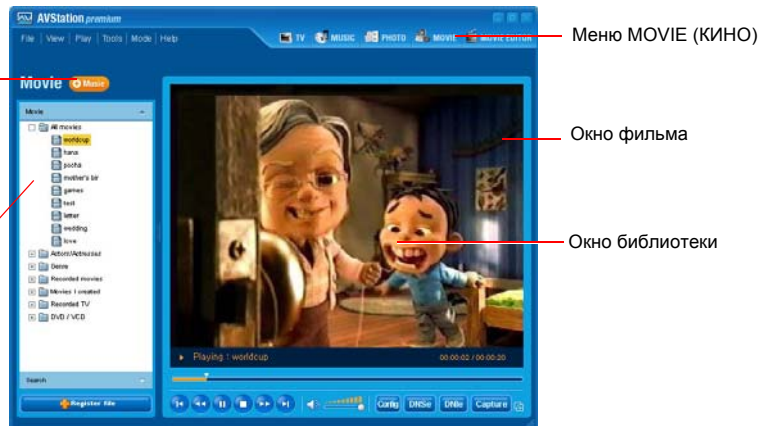 AVStation premium
File | View | Play | Tools | Mode | Help
TV MUSIC PHOTO MOVIE MOVIE EDITOR
Меню MOVIE (КИНО)
Movie Music
Movie
All movies
worldcup
hana
pocha
mother's bir
games
test
letter
wedding
love
Actors/Actresses
Genre
Recorded movies
Movies I created
Recorded TV
DVD / VCD
Окно фильма
Окно библиотеки
Playing : worldcup 00:00:02 / 00:00:20
Search
Register file
Config DNSe DNIe Capture